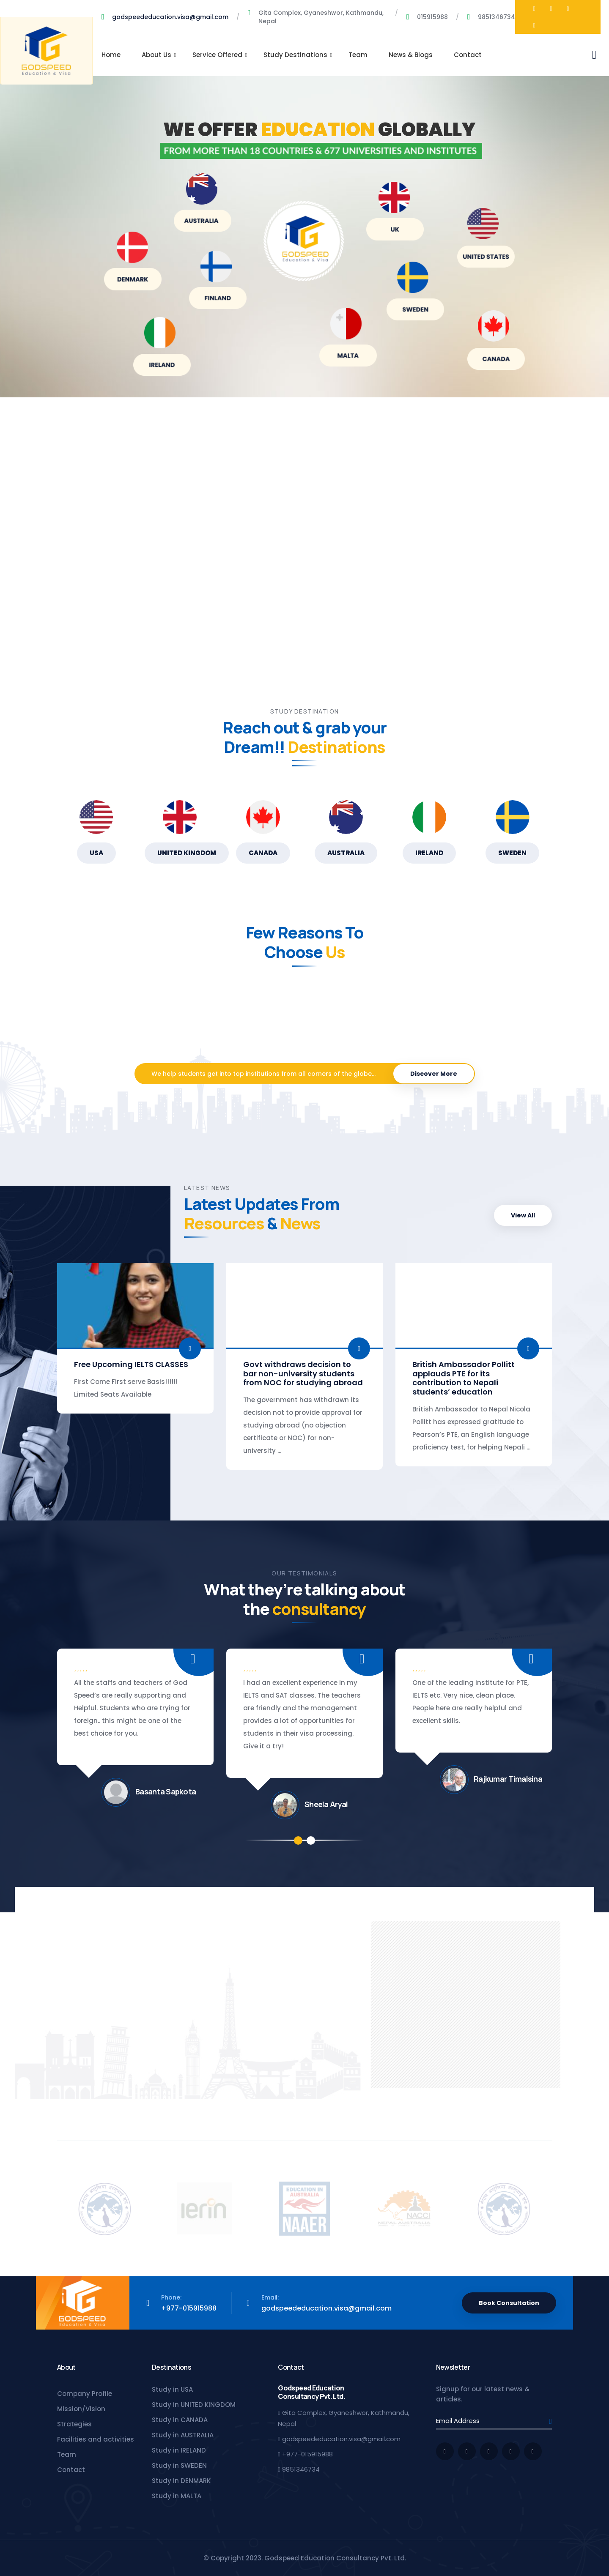 godspeededucation.visa@gmail.com
/
Gita Complex, Gyaneshwor, Kathmandu,
Nepal
/
015915988
/
9851346734
GODSPEED
Education & Visa
Home
About Us
Service Offered
Study Destinations
Team
News & Blogs
Contact
WE OFFER EDUCATION GLOBALLY
FROM MORE THAN 18 COUNTRIES & 677 UNIVERSITIES AND INSTITUTES
AUSTRALIA
UK
UNITED STATES
DENMARK
FINLAND
GODSPEED
Education & Visa
SWEDEN
IRELAND
MALTA
CANADA
STUDY DESTINATION
Reach out & grab your
Dream!! Destinations
USA
UNITED KINGDOM
CANADA
AUSTRALIA
IRELAND
SWEDEN
Few Reasons To
Choose Us
We help students get into top institutions from all corners of the globe...
Discover More
LATEST NEWS
Latest Updates From
Resources & News
View All
Free Upcoming IELTS CLASSES
First Come First serve Basis!!!!!!
Limited Seats Available
Govt withdraws decision to
bar non-university students
from NOC for studying abroad
The government has withdrawn its
decision not to provide approval for
studying abroad (no objection
certificate or NOC) for non-
university ...
British Ambassador Pollitt
applauds PTE for its
contribution to Nepali
students’ education
British Ambassador to Nepal Nicola
Pollitt has expressed gratitude to
Pearson’s PTE, an English language
proficiency test, for helping Nepali ...
OUR TESTIMONIALS
What they’re talking about
the consultancy
All the staffs and teachers of God
Speed’s are really supporting and
Helpful. Students who are trying for
foreign.. this might be one of the
best choice for you.
Basanta Sapkota
I had an excellent experience in my
IELTS and SAT classes. The teachers
are friendly and the management
provides a lot of opportunities for
students in their visa processing.
Give it a try!
Sheela Aryal
One of the leading institute for PTE,
IELTS etc. Very nice, clean place.
People here are really helpful and
excellent skills.
Rajkumar Timalsina
ierin
EDUCATION IN
AUSTRALIA
NAAER
NACCI
GODSPEED
Education & Visa
Phone:
+977-015915988
Email:
godspeededucation.visa@gmail.com
Book Consultation
About
Company Profile
Mission/Vision
Strategies
Facilities and activities
Team
Contact
Destinations
Study in USA
Study in UNITED KINGDOM
Study in CANADA
Study in AUSTRALIA
Study in IRELAND
Study in SWEDEN
Study in DENMARK
Study in MALTA
Contact
Godspeed Education
Consultancy Pvt. Ltd.
Gita Complex, Gyaneshwor, Kathmandu,
Nepal
godspeededucation.visa@gmail.com
+977-015915988
9851346734
Newsletter
Signup for our latest news &
articles.
Email Address
© Copyright 2023. Godspeed Education Consultancy Pvt. Ltd.